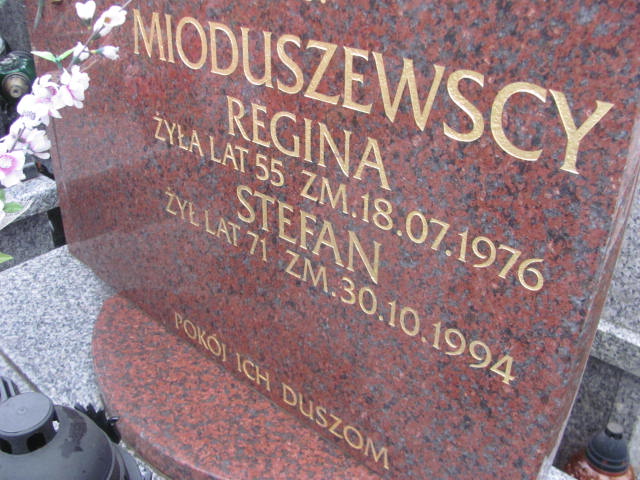 MIODUSZEWSCY
REGINA
ŻYŁA LAT 55 ZM.18.07.1976
STEFAN
ŻYŁ LAT 71 ZM.30.10.1994
POKÓJ ICH DUSZOM